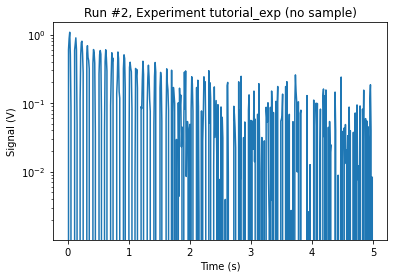 Run #2, Experiment tutorial_exp (no sample)
Signal (V)
10⁰
10⁻¹
10⁻²
0 1 2 3 4 5
Time (s)